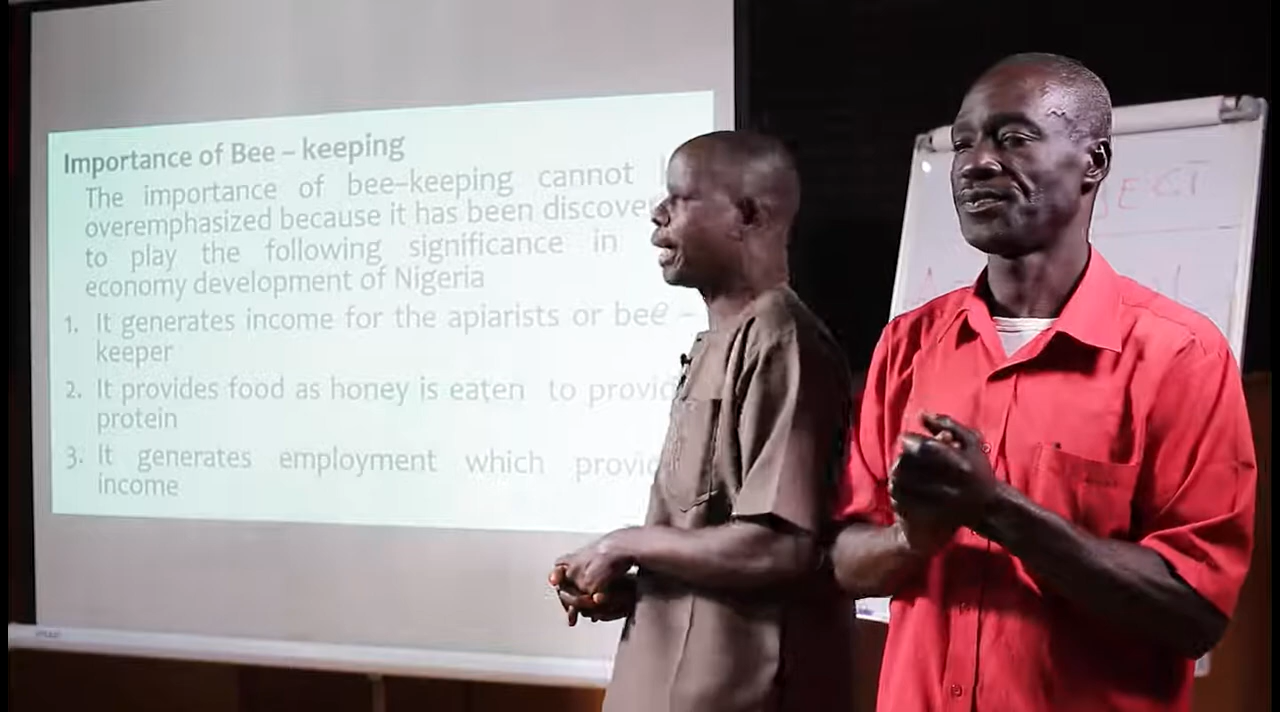 Importance of Bee – keeping
The importance of bee–keeping cannot
overemphasized because it has been discove
to play the following significance in
economy development of Nigeria
1. It generates income for the apiarists or bee –
keeper
2. It provides food as honey is eaten to provid
protein
3. It generates employment which provid
income